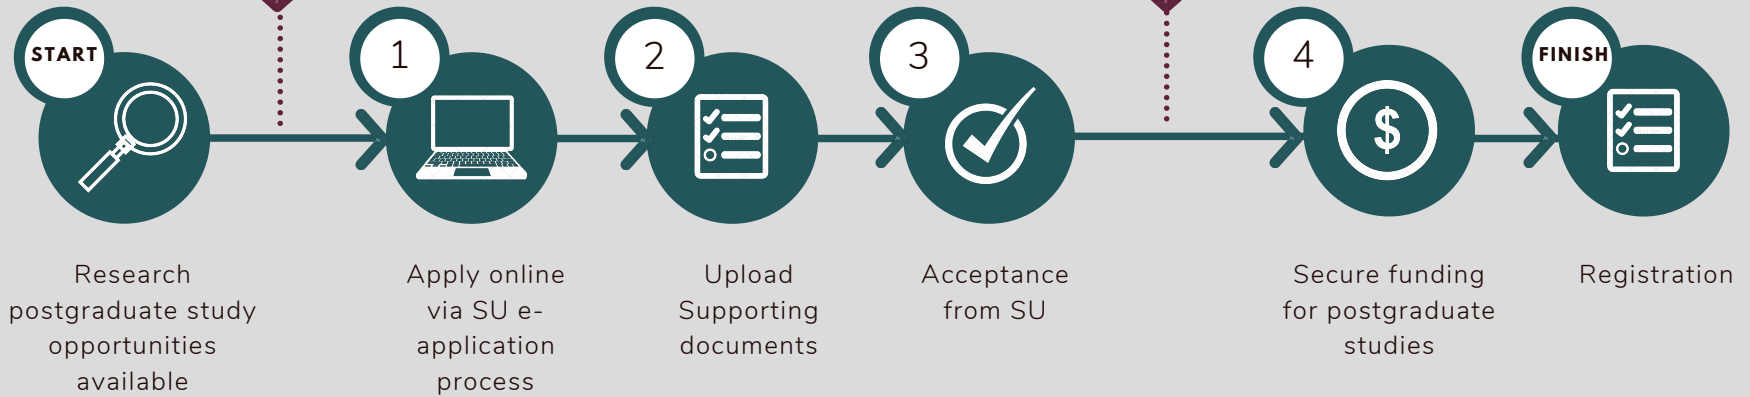 START
1
2
3
4
FINISH
Research
postgraduate study
opportunities
available
Apply online
via SU e-
application
process
Upload
Supporting
documents
Acceptance
from SU
Secure funding
for postgraduate
studies
Registration
$